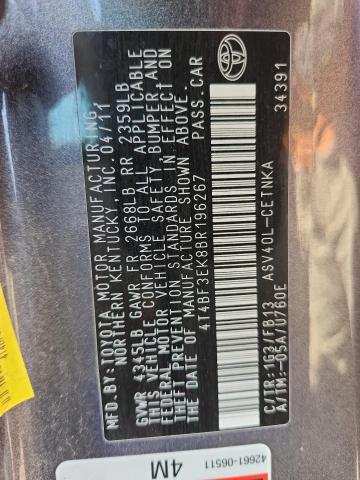 MFD.BY: TOYOTA MOTOR MANUFACTURING,
NORTHERN KENTUCKY, INC. 04/11
GVWR 4345LB GAWR FR 2668LB RR 2359LB
THIS VEHICLE CONFORMS TO ALL APPLICABLE
FEDERAL MOTOR VEHICLE SAFETY, BUMPER, AND
THEFT PREVENTION STANDARDS IN EFFECT ON
THE DATE OF MANUFACTURE SHOWN ABOVE.
4T4BF3EK8BR196267 PASS. CAR
C/TR:1G3/FB13 ASV40L-CETNKA
A/TM:-05A/U760E 34391
TOYOTA
42661-06511
4M